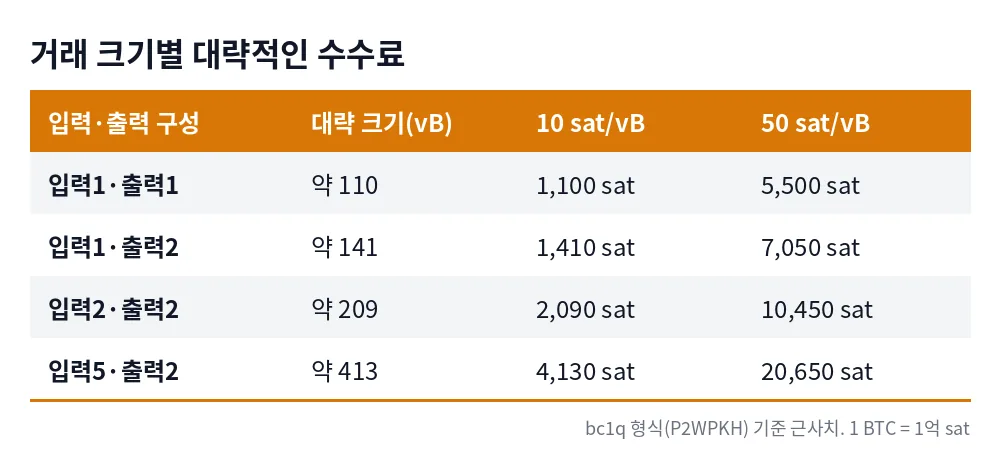 거래 크기별 대략적인 수수료
입력·출력 구성 대략 크기(vB) 10 sat/vB 50 sat/vB
입력1·출력1 약 110 1,100 sat 5,500 sat
입력1·출력2 약 141 1,410 sat 7,050 sat
입력2·출력2 약 209 2,090 sat 10,450 sat
입력5·출력2 약 413 4,130 sat 20,650 sat
bc1q 형식(P2WPKH) 기준 근사치. 1 BTC = 1억 sat